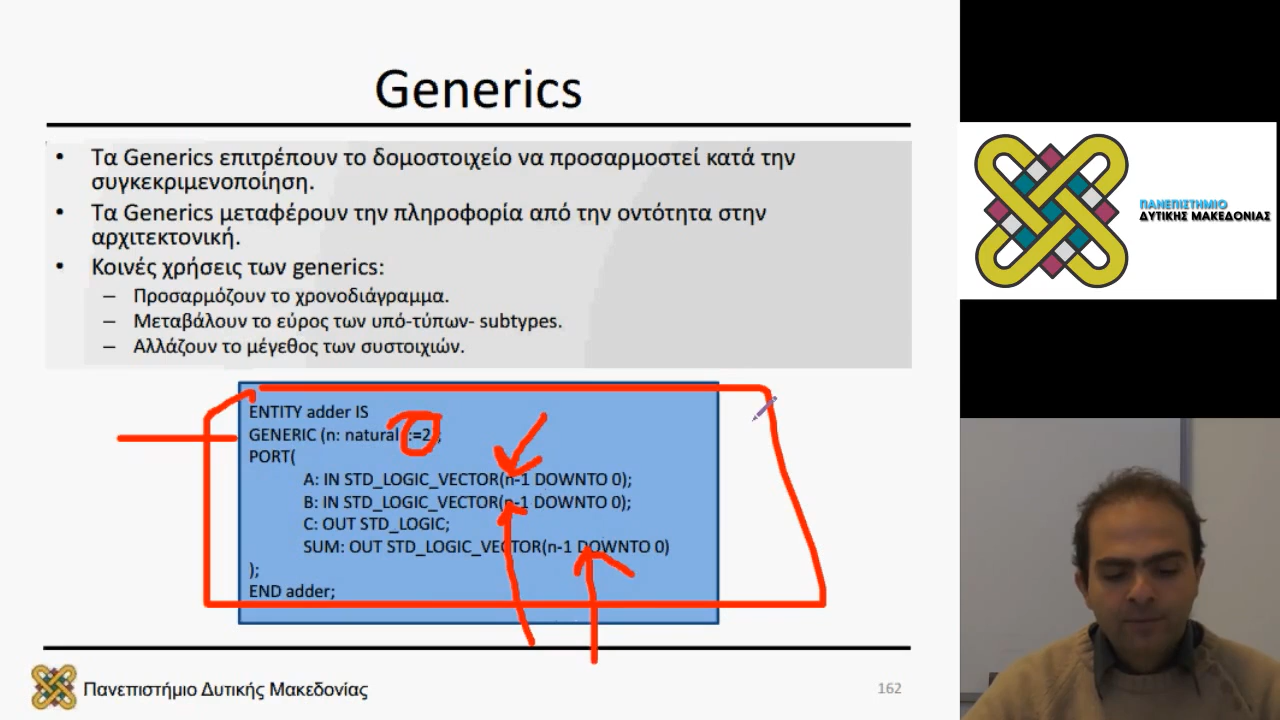 Generics
• Τα Generics επιτρέπουν το δομοστοιχείο να προσαρμοστεί κατά την
συγκεκριμενοποίηση.
• Τα Generics μεταφέρουν την πληροφορία από την οντότητα στην
αρχιτεκτονική.
• Κοινές χρήσεις των generics:
– Προσαρμόζουν το χρονοδιάγραμμα.
– Μεταβάλουν το εύρος των υπό-τύπων- subtypes.
– Αλλάζουν το μέγεθος των συστοιχιών.
ENTITY adder IS
GENERIC (n: natural :=2);
PORT(
A: IN STD_LOGIC_VECTOR(n-1 DOWNTO 0);
B: IN STD_LOGIC_VECTOR(n-1 DOWNTO 0);
C: OUT STD_LOGIC;
SUM: OUT STD_LOGIC_VECTOR(n-1 DOWNTO 0)
);
END adder;
Πανεπιστήμιο Δυτικής Μακεδονίας
162
ΠΑΝΕΠΙΣΤΗΜΙΟ
ΔΥΤΙΚΗΣ ΜΑΚΕΔΟΝΙΑΣ